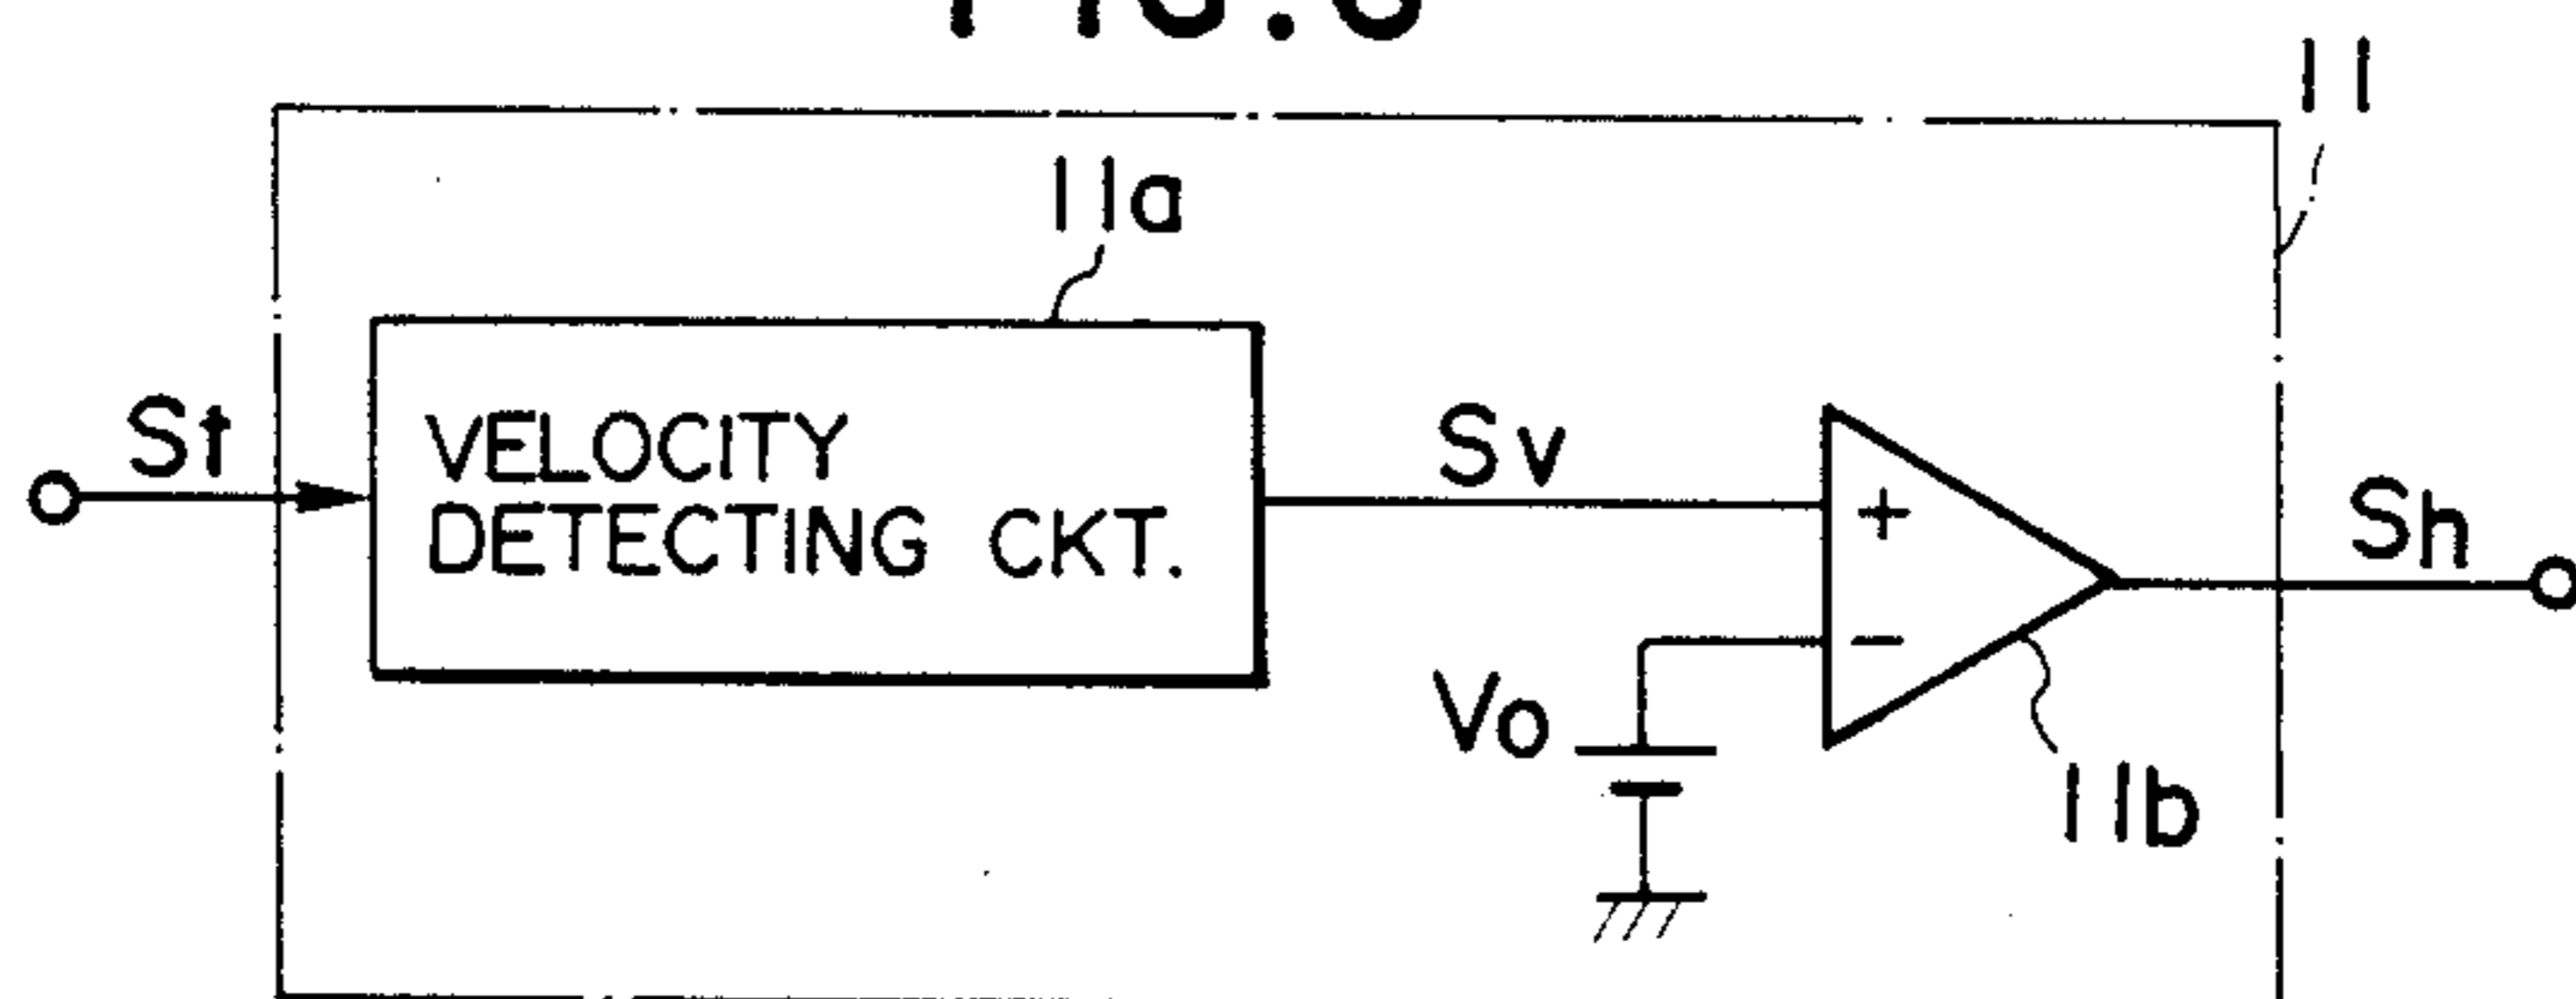 11
11a
St
VELOCITY
DETECTING CKT.
Sv
+
−
Vo
Sh
11b